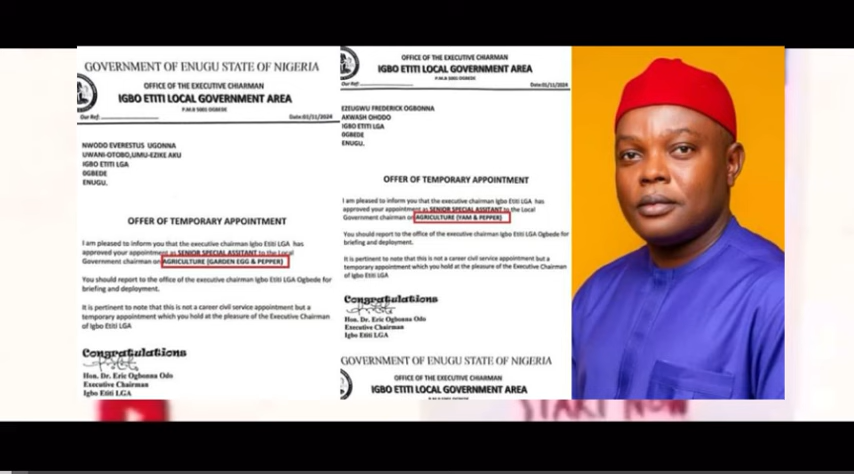 GOVERNMENT OF ENUGU STATE OF NIGERIA
OFFICE OF THE EXECUTIVE CHIARMAN
IGBO ETITI LOCAL GOVERNMENT AREA
P.M.B 5001 OGBEDE
Our Ref: Date:01/11/2024
NWODO EVERESTUS UGONNA
UWANI-OTOBO,UMU-EZIKE AKU
IGBO ETITI LGA
OGBEDE
ENUGU.
OFFER OF TEMPORARY APPOINTMENT
I am pleased to inform you that the executive chairman Igbo Etiti LGA has
approved your appointment as SENIOR SPECIAL ASSITANT to the Local
Government chairman on AGRICULTURE (GARDEN EGG & PEPPER)
You should report to the office of the executive chairman Igbo Etiti LGA Ogbede for
briefing and deployment.
It is pertinent to note that this is not a career civil service appointment but a
temporary appointment which you hold at the pleasure of the Executive Chairman
of Igbo Etiti LGA
Congratulations
Hon. Dr. Eric Ogbonna Odo
Executive Chairman
Igbo Etiti LGA
OFFICE OF THE EXECUTIVE CHIARMAN
IGBO ETITI LOCAL GOVERNMENT AREA
P.M.B 5001 OGBEDE
Our Ref: Date:01/11/2024
EZEUGWU FREDERICK OGBONNA
AKWASH OHODO
IGBO ETITI LGA
OGBEDE
ENUGU.
OFFER OF TEMPORARY APPOINTMENT
I am pleased to inform you that the executive chairman Igbo Etiti LGA has
approved your appointment as SENIOR SPECIAL ASSITANT to the Local
Government chairman on AGRICULTURE (YAM & PEPPER)
You should report to the office of the executive chairman Igbo Etiti LGA Ogbede for
briefing and deployment.
It is pertinent to note that this is not a career civil service appointment but a
temporary appointment which you hold at the pleasure of the Executive Chairman
of Igbo Etiti LGA
Congratulations
Hon. Dr. Eric Ogbonna Odo
Executive Chairman
Igbo Etiti LGA
GOVERNMENT OF ENUGU STATE OF NIGERIA
OFFICE OF THE EXECUTIVE CHIARMAN
IGBO ETITI LOCAL GOVERNMENT AREA
START NOW